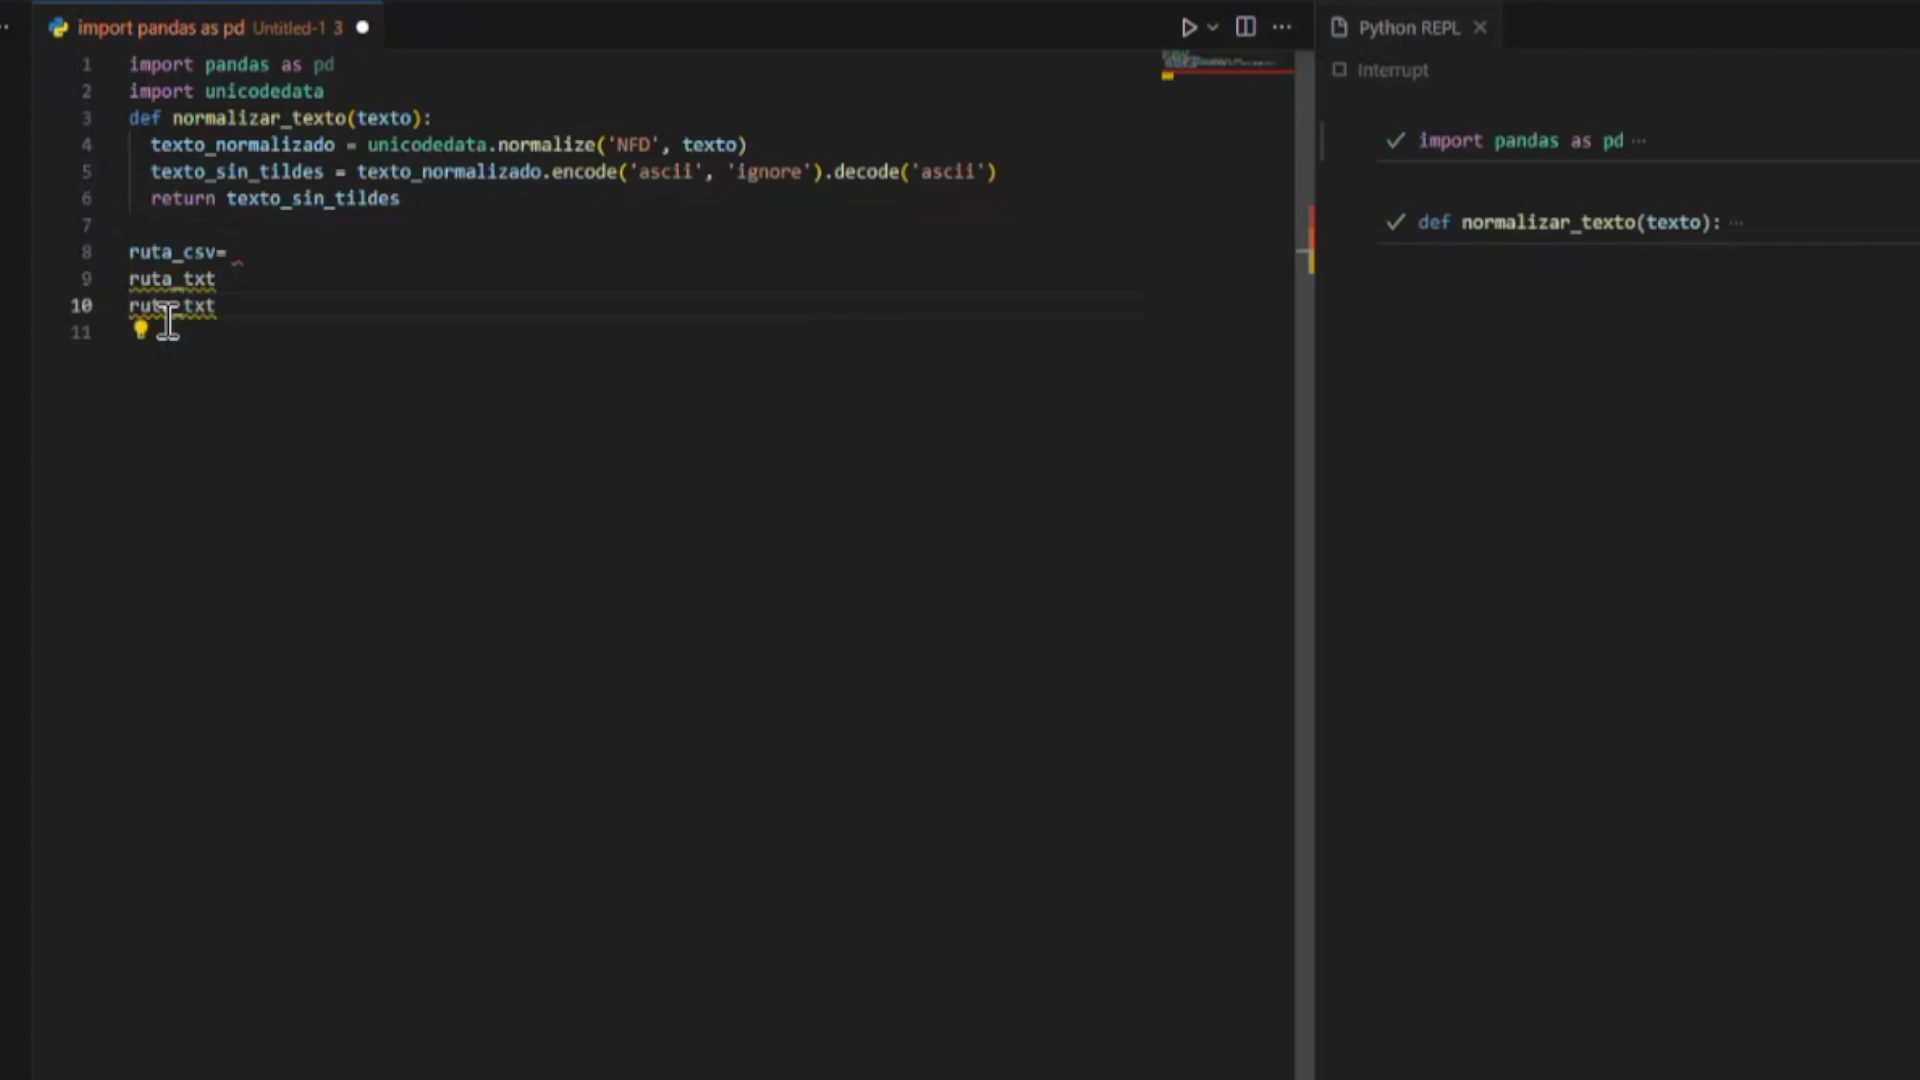 import pandas as pd Untitled-1 3
Python REPL
Interrupt
1 import pandas as pd
2 import unicodedata
3 def normalizar_texto(texto):
4 texto_normalizado = unicodedata.normalize('NFD', texto)
5 texto_sin_tildes = texto_normalizado.encode('ascii', 'ignore').decode('ascii')
6 return texto_sin_tildes
7
8 ruta_csv=
9 ruta_txt
10 ruta_txt
11
import pandas as pd ···
def normalizar_texto(texto): ···